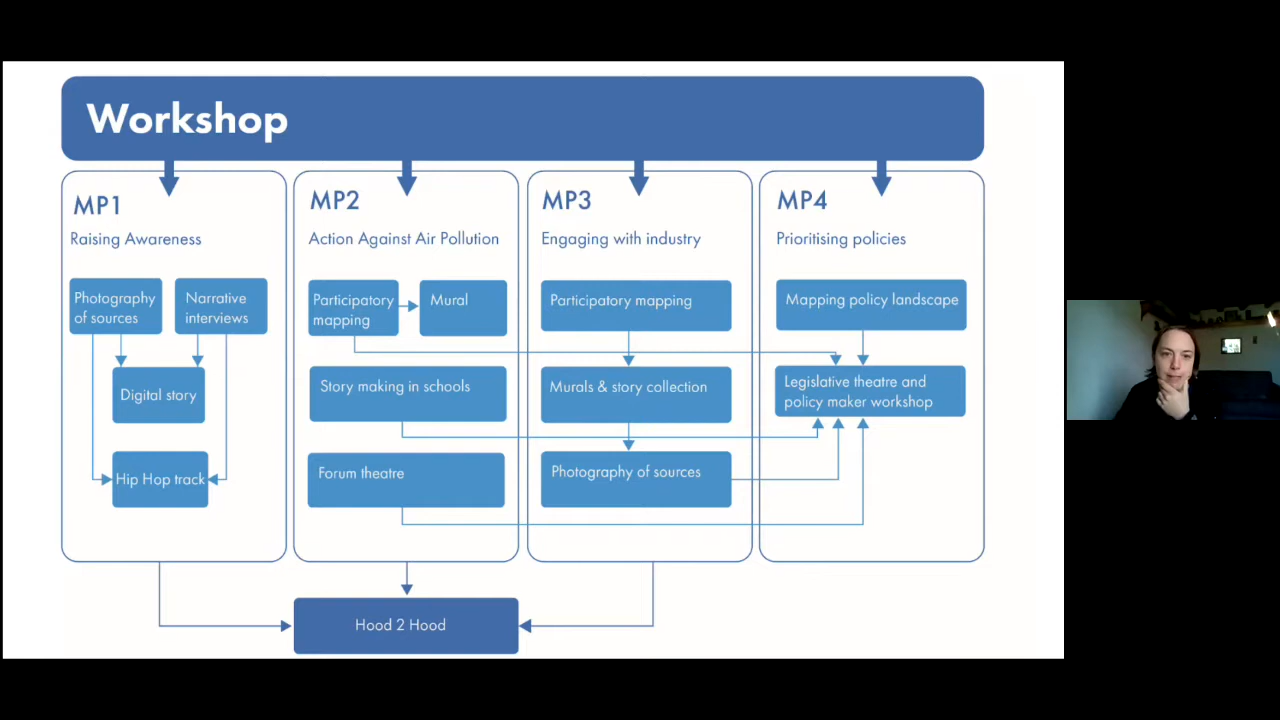 Workshop
MP1
Raising Awareness
Photography
of sources
Narrative
interviews
Digital story
Hip Hop track
MP2
Action Against Air Pollution
Participatory
mapping
Mural
Story making in schools
Forum theatre
MP3
Engaging with industry
Participatory mapping
Murals & story collection
Photography of sources
MP4
Prioritising policies
Mapping policy landscape
Legislative theatre and
policy maker workshop
Hood 2 Hood